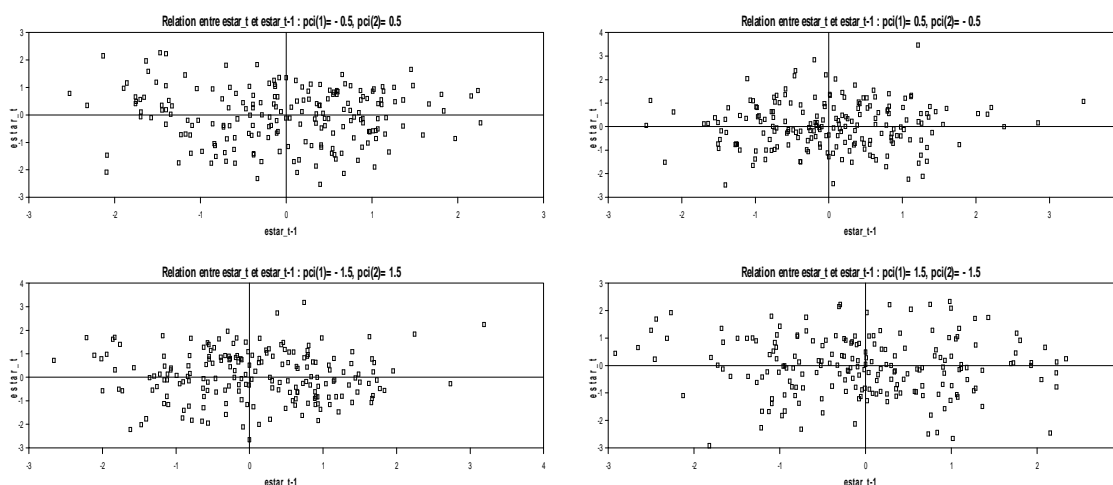 Relation entre estar_t et estar_t-1 : pci(1)= - 0.5, pci(2)= 0.5
3
2
1
0
-1
-2
-3
-3 -2 -1 0 1 2 3
estar_t
estar_t-1
Relation entre estar_t et estar_t-1 : pci(1)= 0.5, pci(2)= - 0.5
4
3
2
1
0
-1
-2
-3
-3 -2 -1 0 1 2 3
estar_t
estar_t-1
Relation entre estar_t et estar_t-1 : pci(1)= - 1.5, pci(2)= 1.5
4
3
2
1
0
-1
-2
-3
-3 -2 -1 0 1 2 3 4
estar_t
estar_t-1
Relation entre estar_t et estar_t-1 : pci(1)= 1.5, pci(2)= - 1.5
3
2
1
0
-1
-2
-3
-3 -2 -1 0 1 2
estar_t
estar_t-1